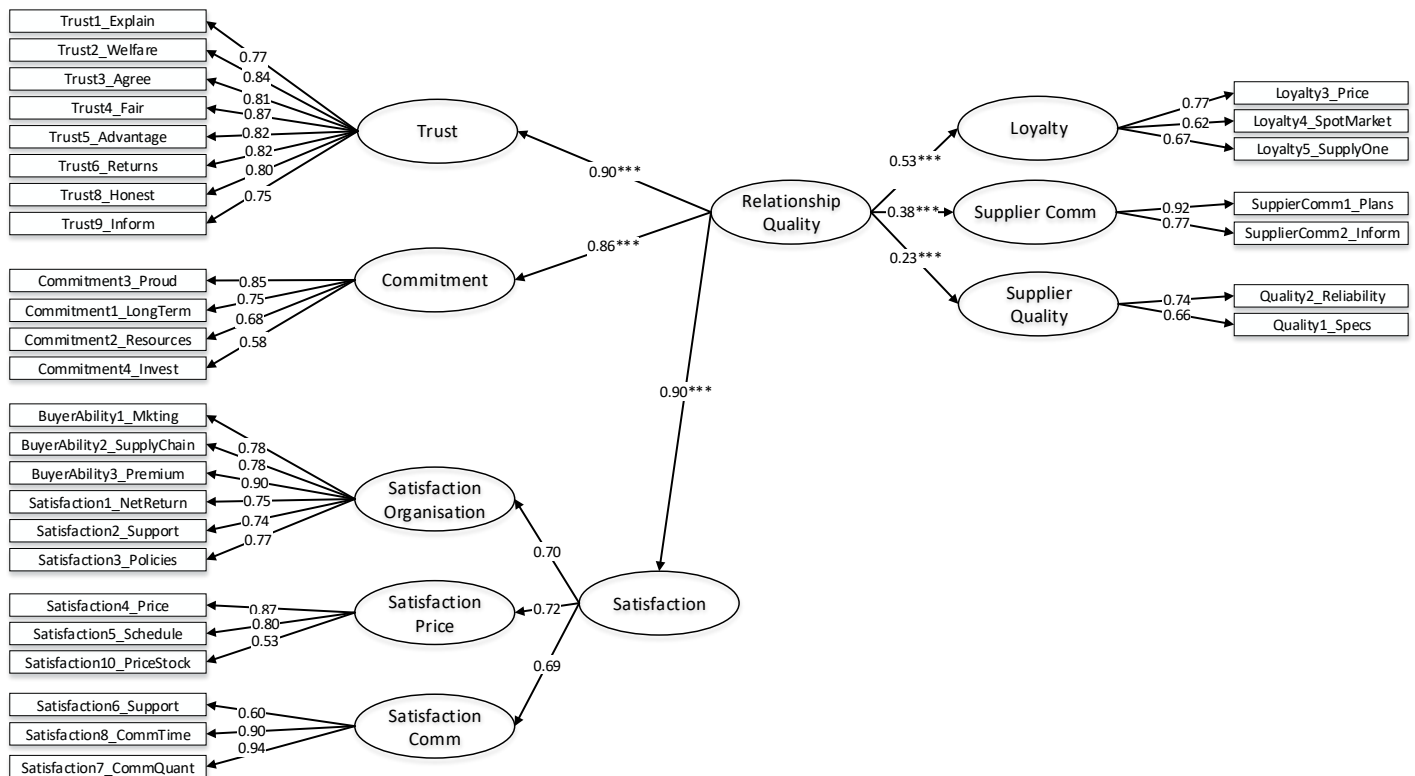 Trust1_Explain
Trust2_Welfare
Trust3_Agree
Trust4_Fair
Trust5_Advantage
Trust6_Returns
Trust8_Honest
Trust9_Inform
0.77
0.84
0.81
0.87
0.82
0.82
0.80
0.75
Trust
0.90***
Commitment3_Proud
Commitment1_LongTerm
Commitment2_Resources
Commitment4_Invest
0.85
0.75
0.68
0.58
Commitment
0.86***
BuyerAbility1_Mkting
BuyerAbility2_SupplyChain
BuyerAbility3_Premium
Satisfaction1_NetReturn
Satisfaction2_Support
Satisfaction3_Policies
0.78
0.78
0.90
0.75
0.74
0.77
Satisfaction
Organisation
0.70
Satisfaction4_Price
Satisfaction5_Schedule
Satisfaction10_PriceStock
0.87
0.80
0.53
Satisfaction
Price
0.72
Satisfaction6_Support
Satisfaction8_CommTime
Satisfaction7_CommQuant
0.60
0.90
0.94
Satisfaction
Comm
0.69
Satisfaction
0.90***
Relationship
Quality
0.53***
0.38***
0.23***
Loyalty
0.77
0.62
0.67
Loyalty3_Price
Loyalty4_SpotMarket
Loyalty5_SupplyOne
Supplier Comm
0.92
0.77
SuppierComm1_Plans
SupplierComm2_Inform
Supplier
Quality
0.74
0.66
Quality2_Reliability
Quality1_Specs